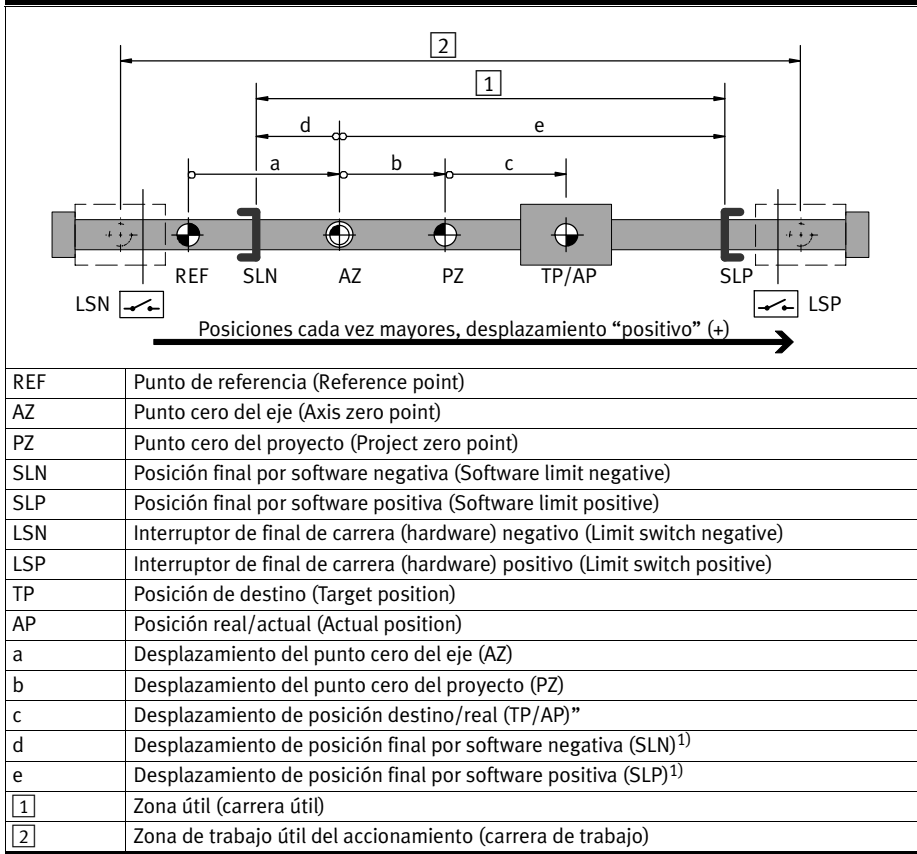 2
1
d e
a b c
REF SLN AZ PZ TP/AP SLP
LSN LSP
Posiciones cada vez mayores, desplazamiento “positivo” (+)
REF Punto de referencia (Reference point)
AZ Punto cero del eje (Axis zero point)
PZ Punto cero del proyecto (Project zero point)
SLN Posición final por software negativa (Software limit negative)
SLP Posición final por software positiva (Software limit positive)
LSN Interruptor de final de carrera (hardware) negativo (Limit switch negative)
LSP Interruptor de final de carrera (hardware) positivo (Limit switch positive)
TP Posición de destino (Target position)
AP Posición real/actual (Actual position)
a Desplazamiento del punto cero del eje (AZ)
b Desplazamiento del punto cero del proyecto (PZ)
c Desplazamiento de posición destino/real (TP/AP)”
d Desplazamiento de posición final por software negativa (SLN)1)
e Desplazamiento de posición final por software positiva (SLP)1)
1 Zona útil (carrera útil)
2 Zona de trabajo útil del accionamiento (carrera de trabajo)